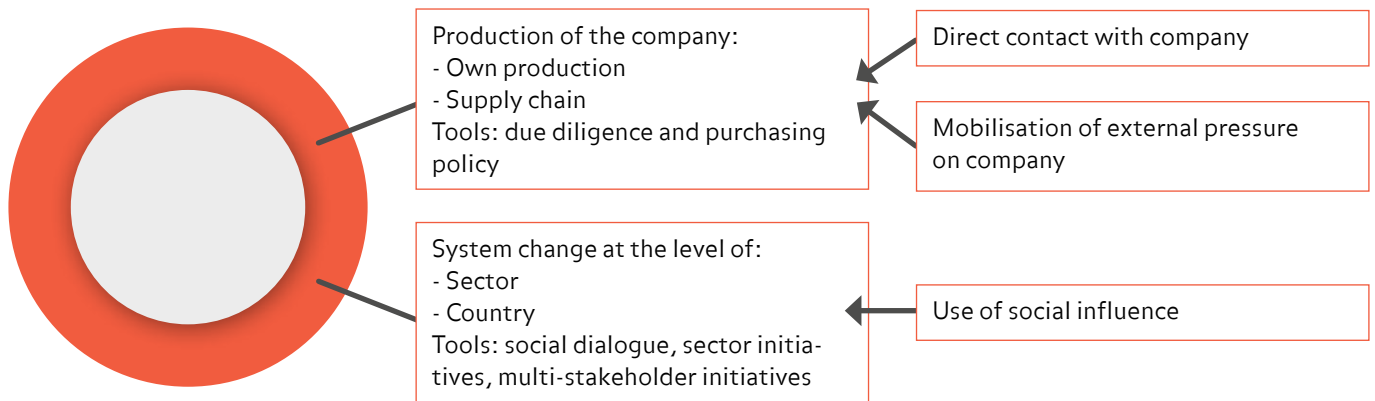 Production of the company:
- Own production
- Supply chain
Tools: due diligence and purchasing
policy
Direct contact with company
Mobilisation of external pressure
on company
System change at the level of:
- Sector
- Country
Tools: social dialogue, sector initia-
tives, multi-stakeholder initiatives
Use of social influence